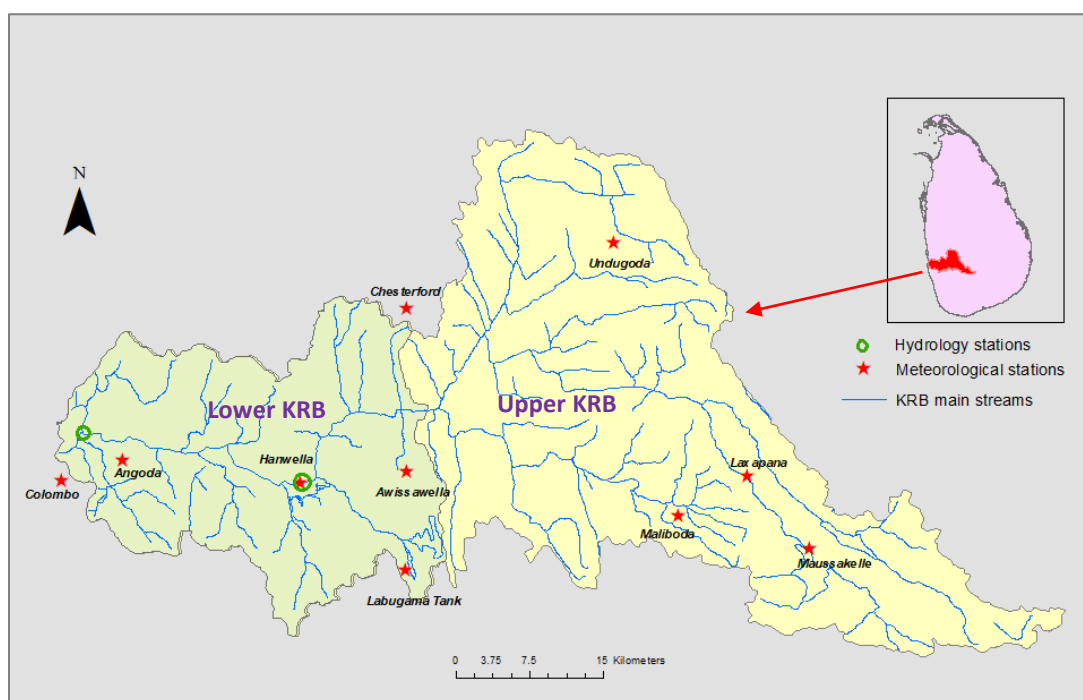 N
Undugoda
Chesterford
Hydrology stations
Meteorological stations
KRB main streams
Lower KRB
Upper KRB
Hanwella
Angoda
Colombo
Awissawella
Laxapana
Maliboda
Maussakelle
Labugama Tank
0 3.75 7.5 15 Kilometers